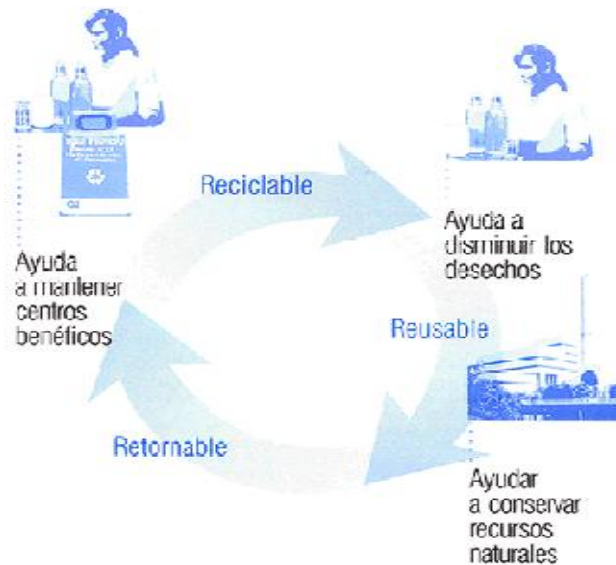 Reciclable
Ayuda a
disminuir los
desechos
Ayuda
a mantener
centros
benéficos
Reusable
Retornable
Ayudar
a conservar
recursos
naturales